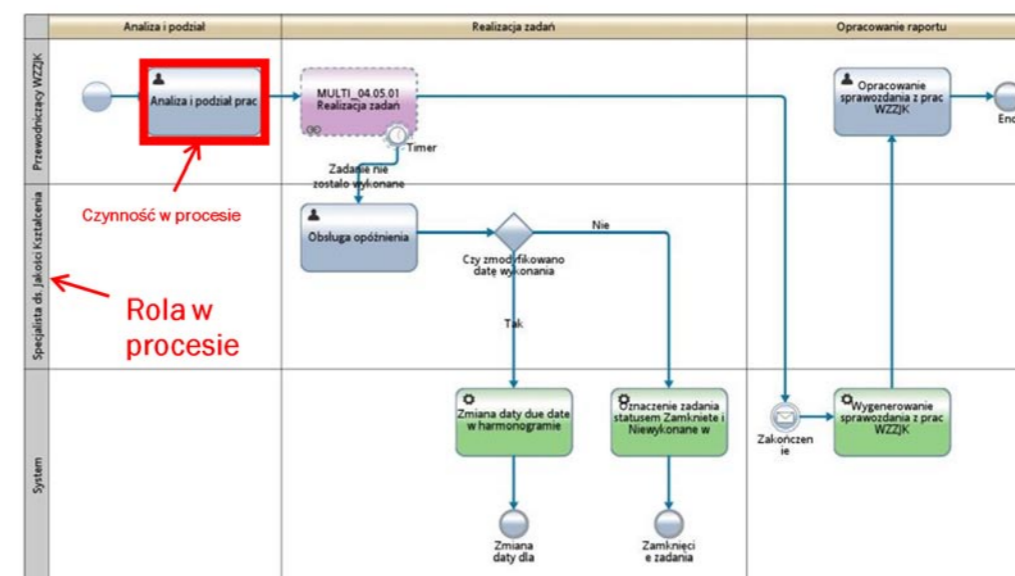 Analiza i podział
Realizacja zadań
Opracowanie raportu
Przewodniczący WZZJK
Analiza i podział prac
MULTI_04.05.01
Realizacja zadań
Timer
Zadanie nie
zostalo wykonane
Opracowanie
sprawozdania z prac
WZZJK
End
Czynność w procesie
Specjalista ds. Jakości Kształcenia
Rola w
procesie
Obsługa opóźnienia
Czy zmodyfikowano
datę wykonania
Nie
Tak
System
Zmiana daty due date
w harmonogramie
Oznaczenie zadania
statusem Zamkniete i
Niewykonane w
Zakończen
ie
Wygenerowanie
sprawozdania z prac
WZZJK
Zmiana
daty dla
Zamknięci
e zadania